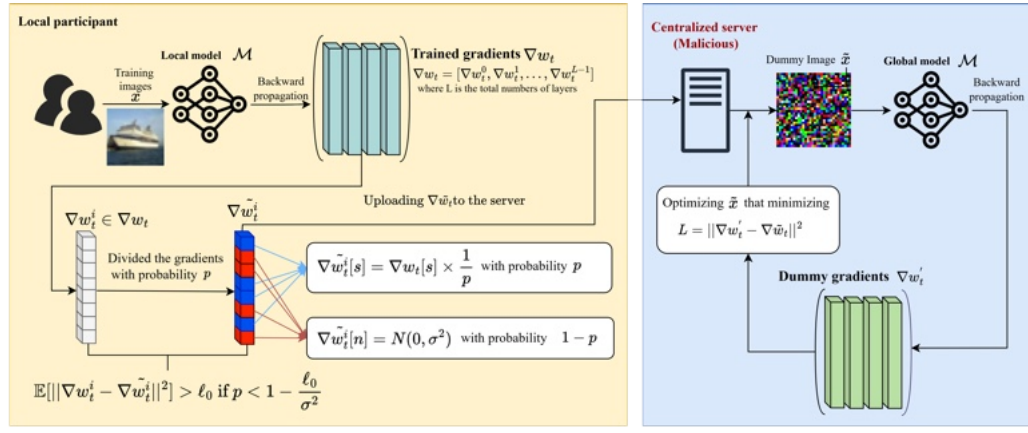 Local participant
Training
images
x̃
Local model ℳ
Backward
propagation
Trained gradients ∇w_t
∇w_t = [∇w_t^0, ∇w_t^1, . . . , ∇w_t^{L−1}]
where L is the total numbers of layers
Uploading ∇w̃_t to the server
∇w_t^i ∈ ∇w_t
∇w̃_t^i
Divided the gradients
with probability p
∇w̃_t^i[s] = ∇w_t[s] × 1/p with probability p
∇w̃_t^i[n] = N(0, σ²) with probability 1 − p
𝔼[||∇w_t^i − ∇w̃_t^i||²] > ℓ₀ if p < 1 − ℓ₀/σ²
Centralized server
(Malicious)
Dummy Image x̃
Global model ℳ
Backward
propagation
Optimizing x̃ that minimizing
L = ||∇w_t' − ∇w̃_t||²
Dummy gradients ∇w_t'